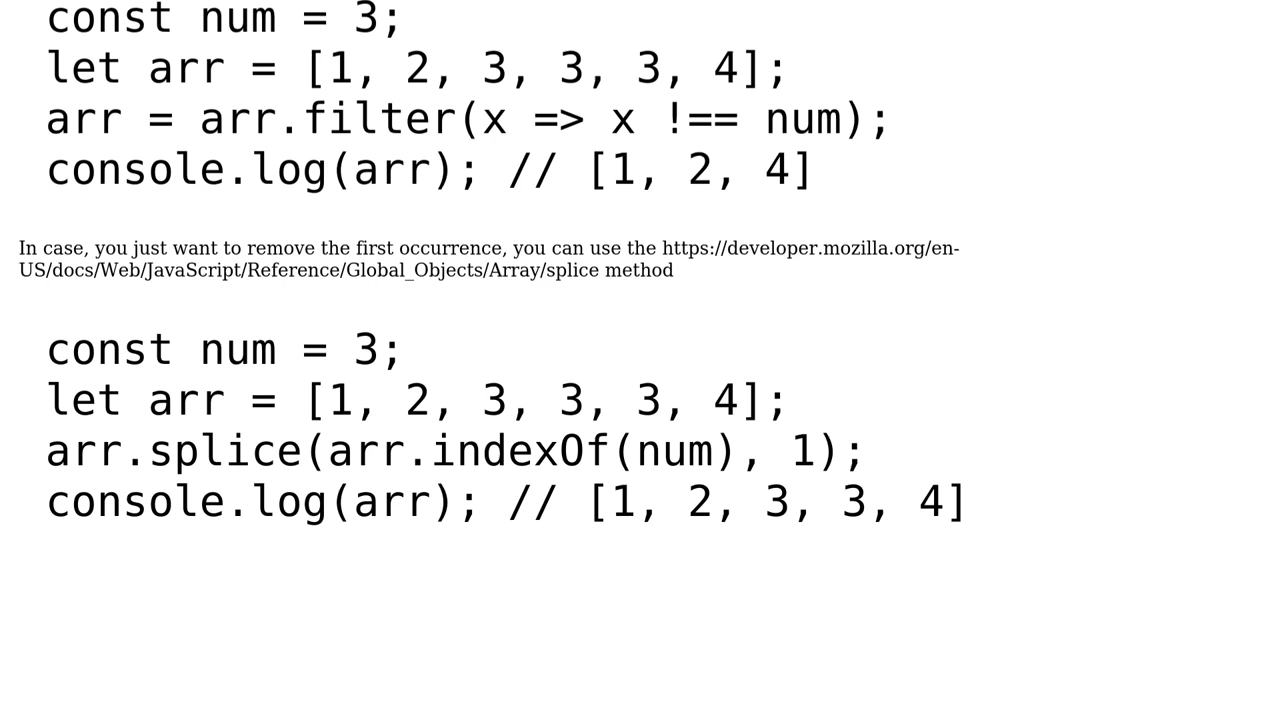 const num = 3;
let arr = [1, 2, 3, 3, 3, 4];
arr = arr.filter(x => x !== num);
console.log(arr); // [1, 2, 4]
In case, you just want to remove the first occurrence, you can use the https://developer.mozilla.org/en-
US/docs/Web/JavaScript/Reference/Global_Objects/Array/splice method
const num = 3;
let arr = [1, 2, 3, 3, 3, 4];
arr.splice(arr.indexOf(num), 1);
console.log(arr); // [1, 2, 3, 3, 4]